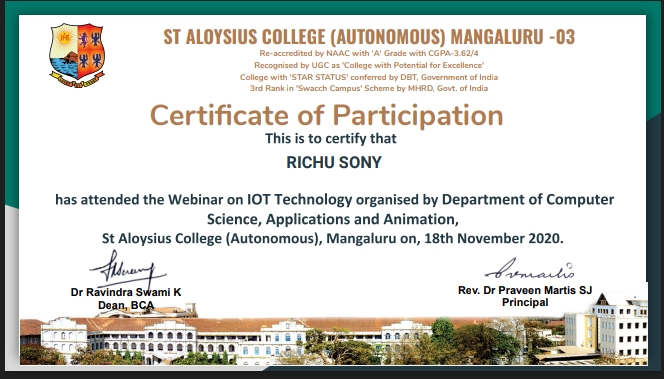 ST ALOYSIUS COLLEGE (AUTONOMOUS) MANGALURU -03
Re-accredited by NAAC with 'A' Grade with CGPA-3.62/4
Recognised by UGC as 'College with Potential for Excellence'
College with 'STAR STATUS' conferred by DBT, Government of India
3rd Rank in 'Swacch Campus' Scheme by MHRD, Govt. of India
Certificate of Participation
This is to certify that
RICHU SONY
has attended the Webinar on IOT Technology organised by Department of Computer
Science, Applications and Animation,
St Aloysius College (Autonomous), Mangaluru on, 18th November 2020.
Dr Ravindra Swami K
Dean, BCA
Rev. Dr Praveen Martis SJ
Principal